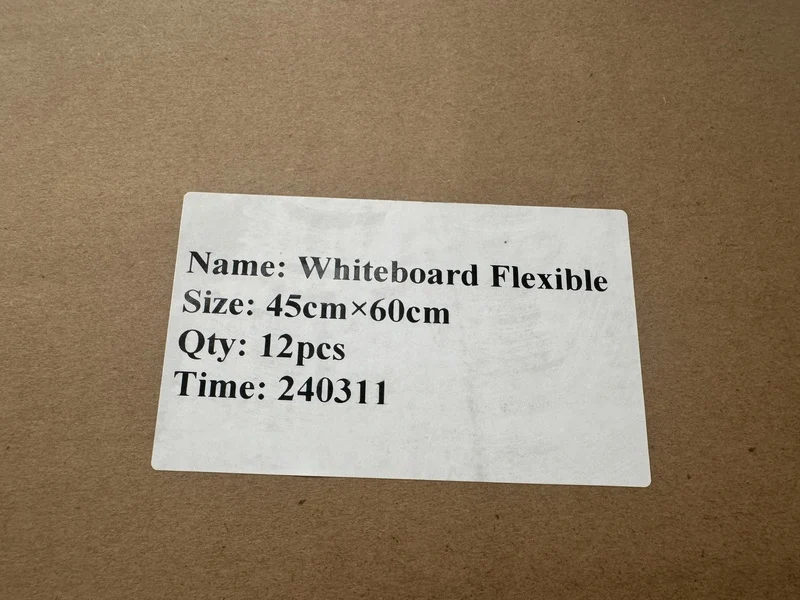 Name: Whiteboard Flexible
Size: 45cm×60cm
Qty: 12pcs
Time: 240311